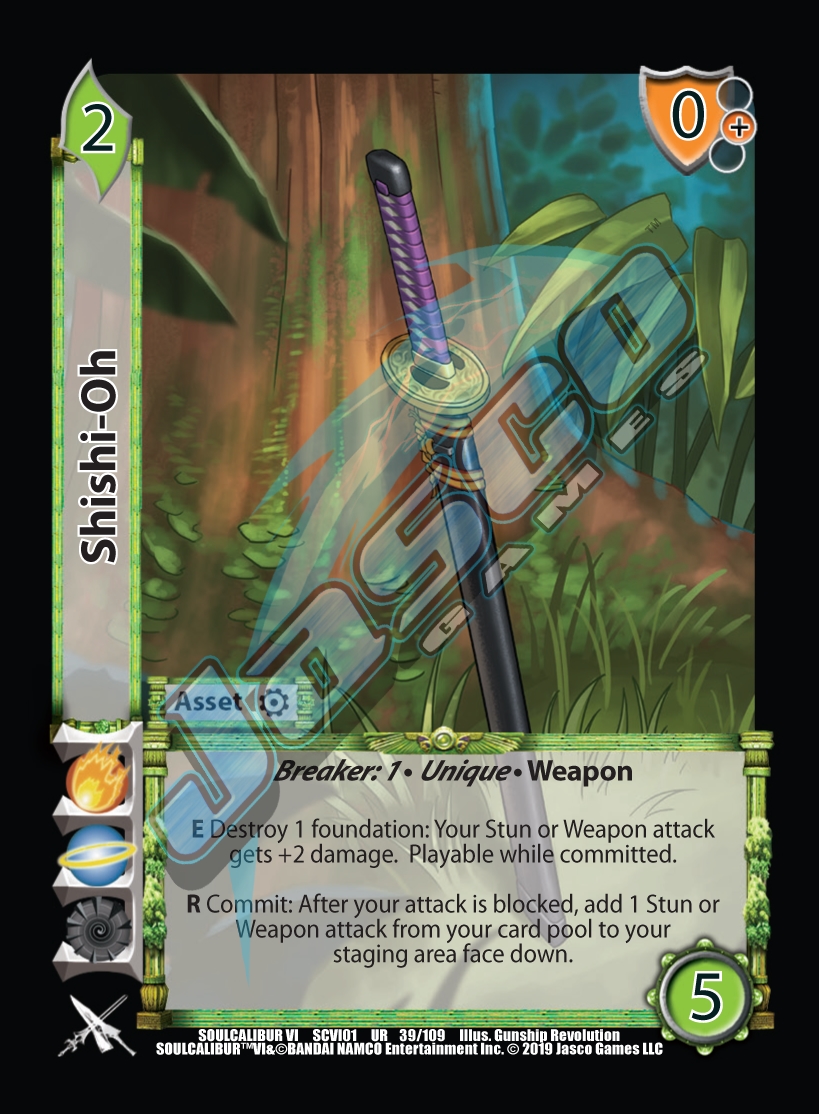 2
0
+
TM
Shishi-Oh
JASCO
GAMES
Asset
Breaker: 1 • Unique • Weapon
E Destroy 1 foundation: Your Stun or Weapon attack
gets +2 damage. Playable while committed.
R Commit: After your attack is blocked, add 1 Stun or
Weapon attack from your card pool to your
staging area face down.
5
SOULCALIBUR VI SCVI01 UR 39/109 Illus. Gunship Revolution
SOULCALIBUR™VI&©BANDAI NAMCO Entertainment Inc. © 2019 Jasco Games LLC